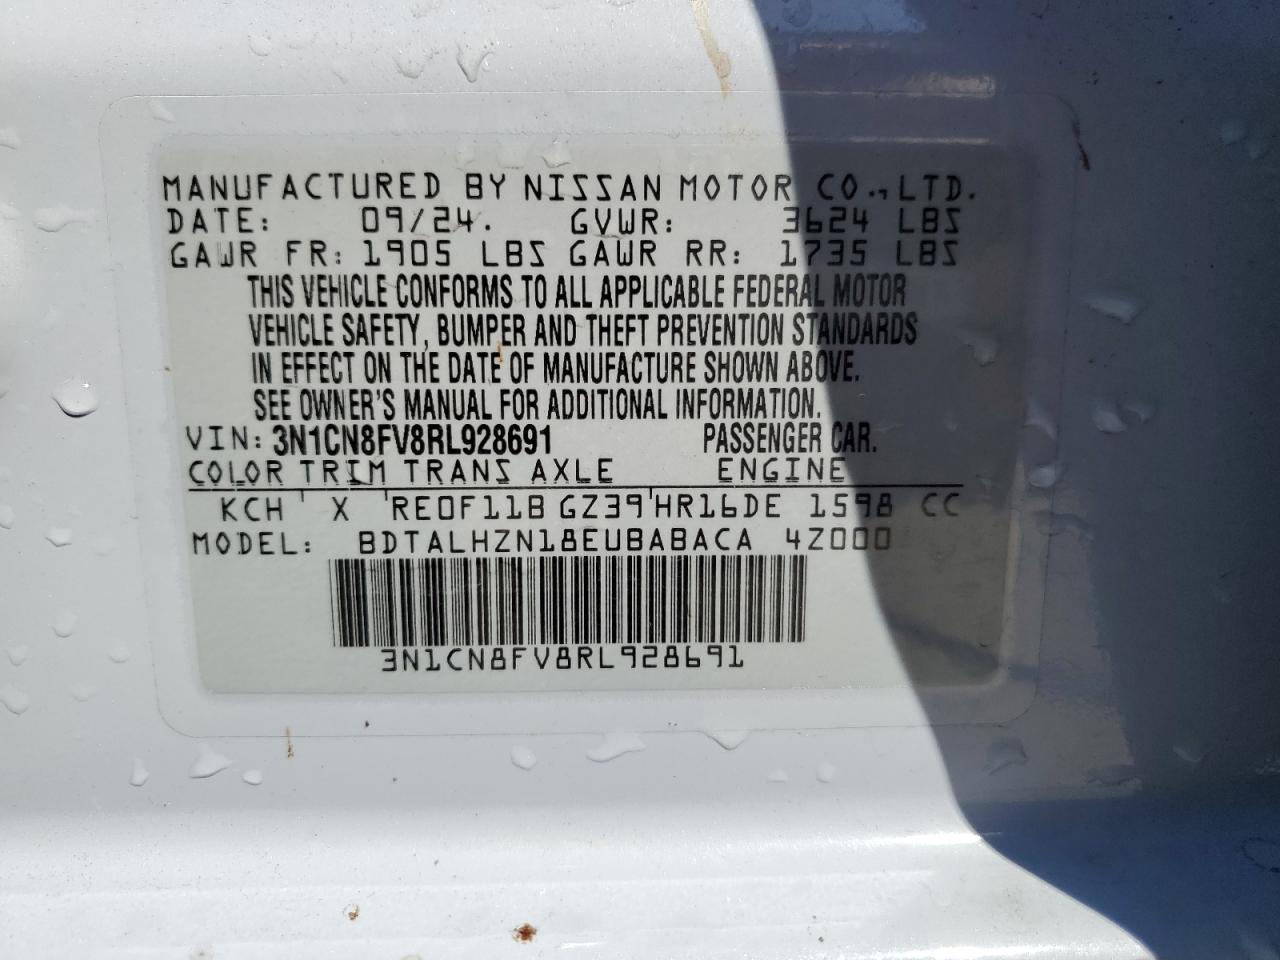 MANUFACTURED BY NISSAN MOTOR CO., LTD.
DATE: 09/24. GVWR: 3624 LBS
GAWR FR: 1905 LBS GAWR RR: 1735 LBS
THIS VEHICLE CONFORMS TO ALL APPLICABLE FEDERAL MOTOR
VEHICLE SAFETY, BUMPER AND THEFT PREVENTION STANDARDS
IN EFFECT ON THE DATE OF MANUFACTURE SHOWN ABOVE.
SEE OWNER'S MANUAL FOR ADDITIONAL INFORMATION.
VIN: 3N1CN8FV8RL928691 PASSENGER CAR.
COLOR TRIM TRANS AXLE ENGINE
KCH X RE0F11B GZ39 HR16DE 1598 CC
MODEL: BDTALHZN18EUBABACA 4Z000
3N1CN8FV8RL928691